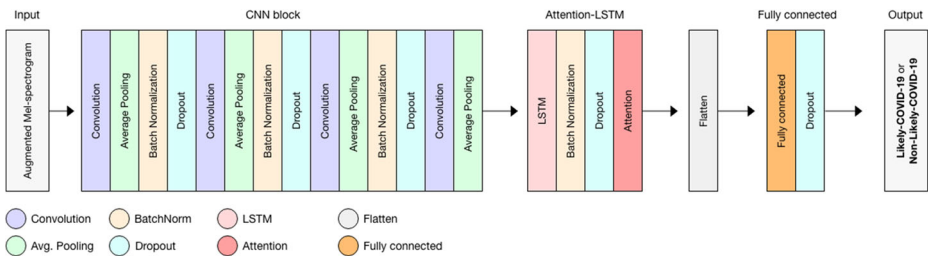 Input
CNN block
Attention-LSTM
Fully connected
Output
Augmented Mel-spectrogram
Convolution
Average Pooling
Batch Normalization
Dropout
Convolution
Average Pooling
Batch Normalization
Dropout
Convolution
Average Pooling
Batch Normalization
Dropout
Convolution
Average Pooling
LSTM
Batch Normalization
Dropout
Attention
Flatten
Fully connected
Dropout
Likely-COVID-19 or
Non-Likely-COVID-19
Convolution
BatchNorm
LSTM
Flatten
Avg. Pooling
Dropout
Attention
Fully connected